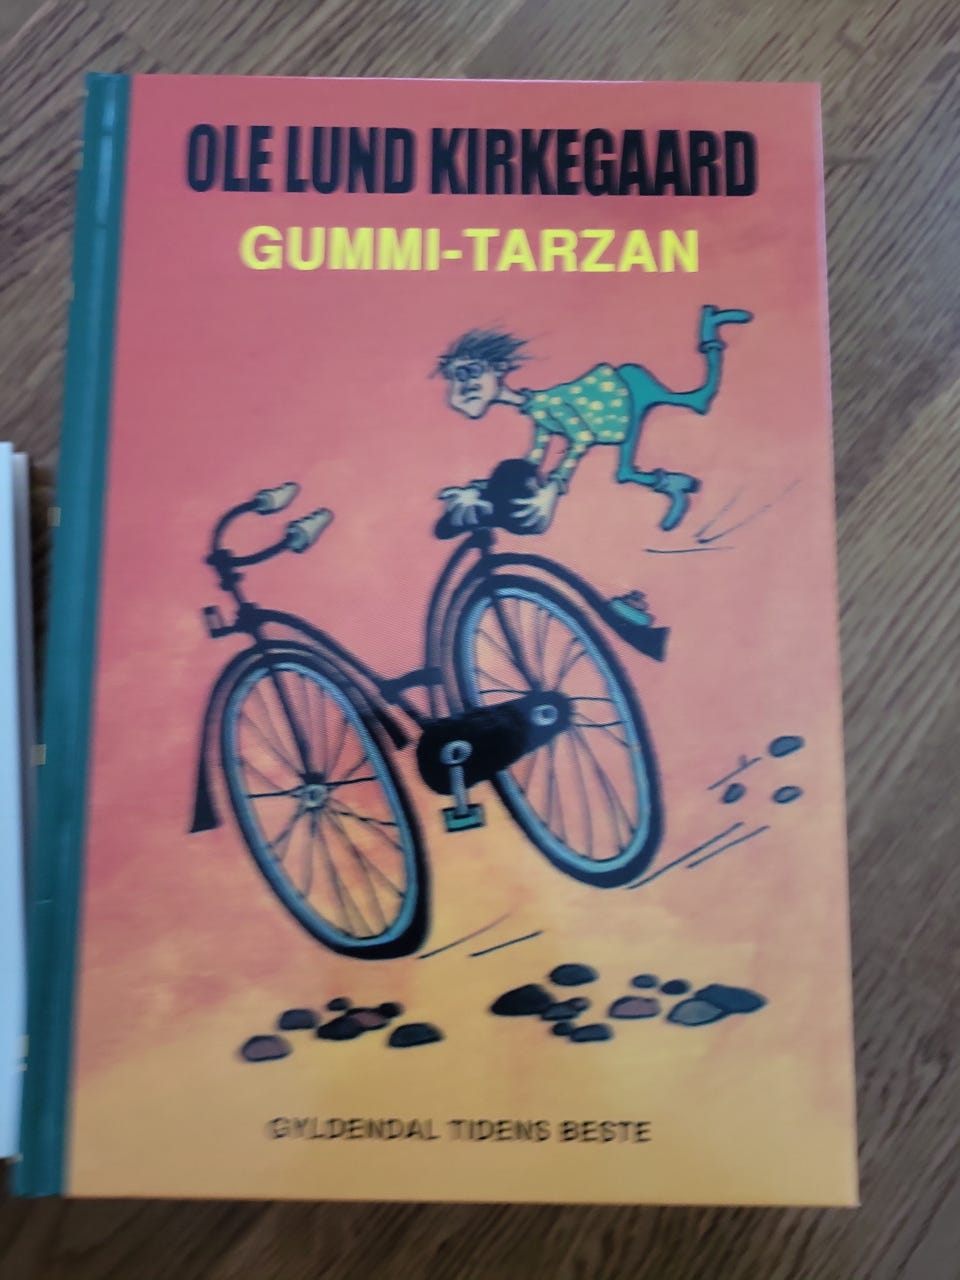 OLE LUND KIRKEGAARD
GUMMI-TARZAN
GYLDENDAL TIDENS BESTE